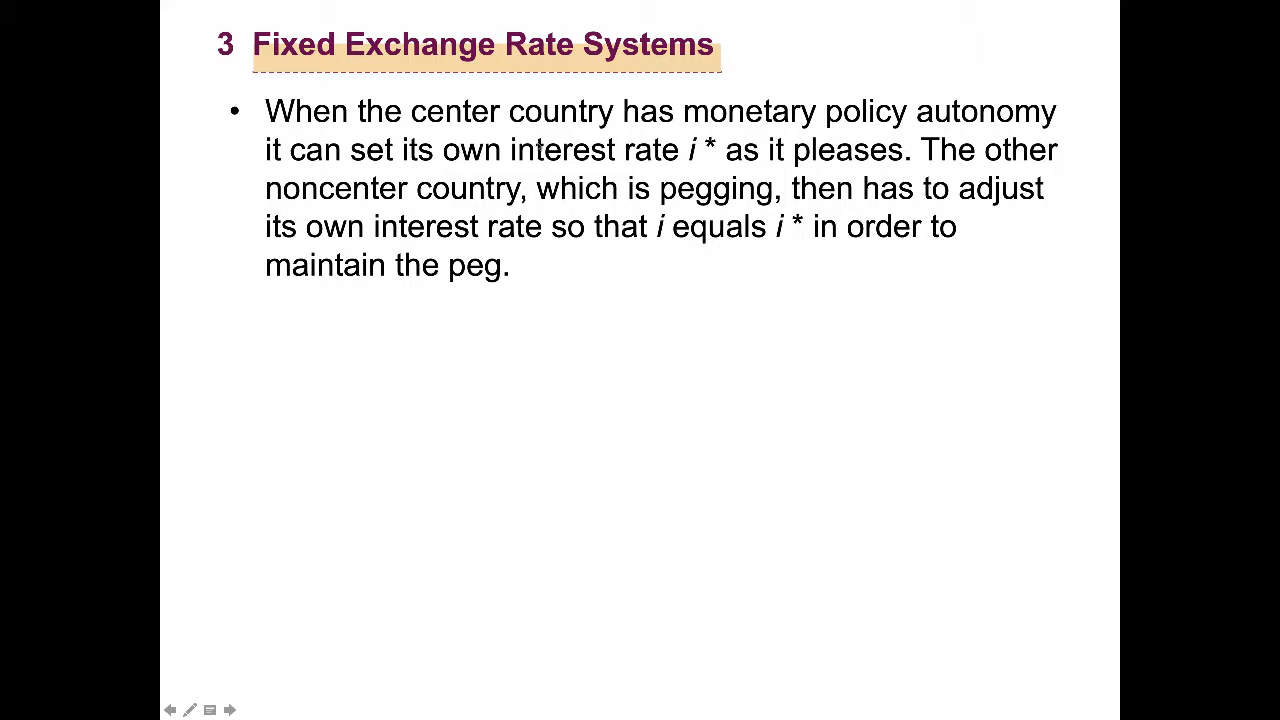 3 Fixed Exchange Rate Systems
• When the center country has monetary policy autonomy
it can set its own interest rate i * as it pleases. The other
noncenter country, which is pegging, then has to adjust
its own interest rate so that i equals i * in order to
maintain the peg.